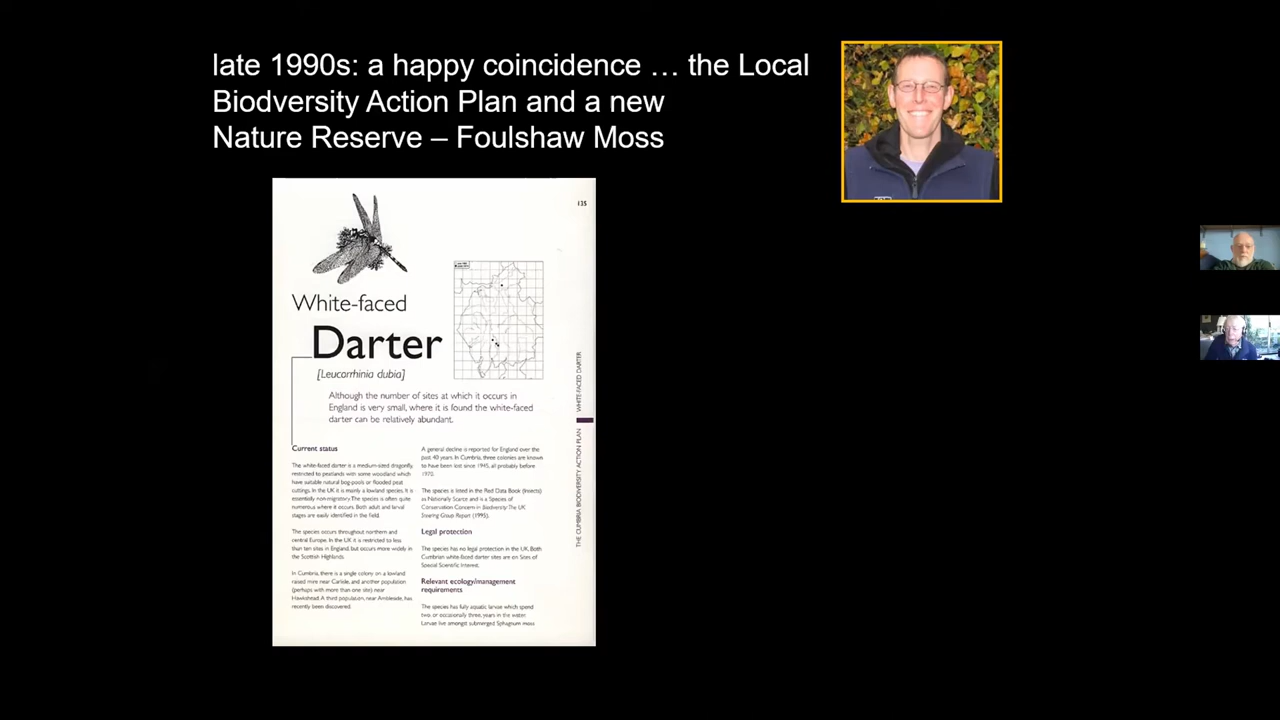 late 1990s: a happy coincidence … the Local
Biodversity Action Plan and a new
Nature Reserve – Foulshaw Moss
135
White-faced
Darter
[Leucorrhinia dubia]
Although the number of sites at which it occurs in
England is very small, where it is found the white-faced
darter can be relatively abundant.
Current status
The white-faced darter is a medium-sized dragonfly
restricted to peatlands with some woodland which
have suitable natural bog-pools or flooded peat
cuttings. In the UK it is mainly a lowland species. It is
essentially non-migratory. The species is often quite
numerous where it occurs. Both adult and larval
stages are easily identified in the field.
The species occurs throughout northern and
central Europe. In the UK it is restricted to less
than ten sites in England but occurs more widely in
the Scottish Highlands.
In Cumbria, there is a single colony on a lowland
raised mire near Carlisle, and another population
(perhaps with more than one site) near
Hawkshead. A third population, near Ambleside, has
recently been discovered.
A general decline is reported for England over the
past 40 years. In Cumbria, three colonies are known
to have been lost since 1945, all probably before
1970.
The species is listed in the Red Data Book (Insects)
as Nationally Scarce and is a Species of
Conservation Concern in Biodiversity: The UK
Steering Group Report (1995).
Legal protection
The species has no legal protection in the UK. Both
Cumbrian white-faced darter sites are on Sites of
Special Scientific Interest.
Relevant ecology/management
requirements
The species has fully aquatic larvae which spend
two, or occasionally three, years in the water.
Larvae live amongst submerged Sphagnum moss
WHITE-FACED DARTER
THE CUMBRIA BIODIVERSITY ACTION PLAN